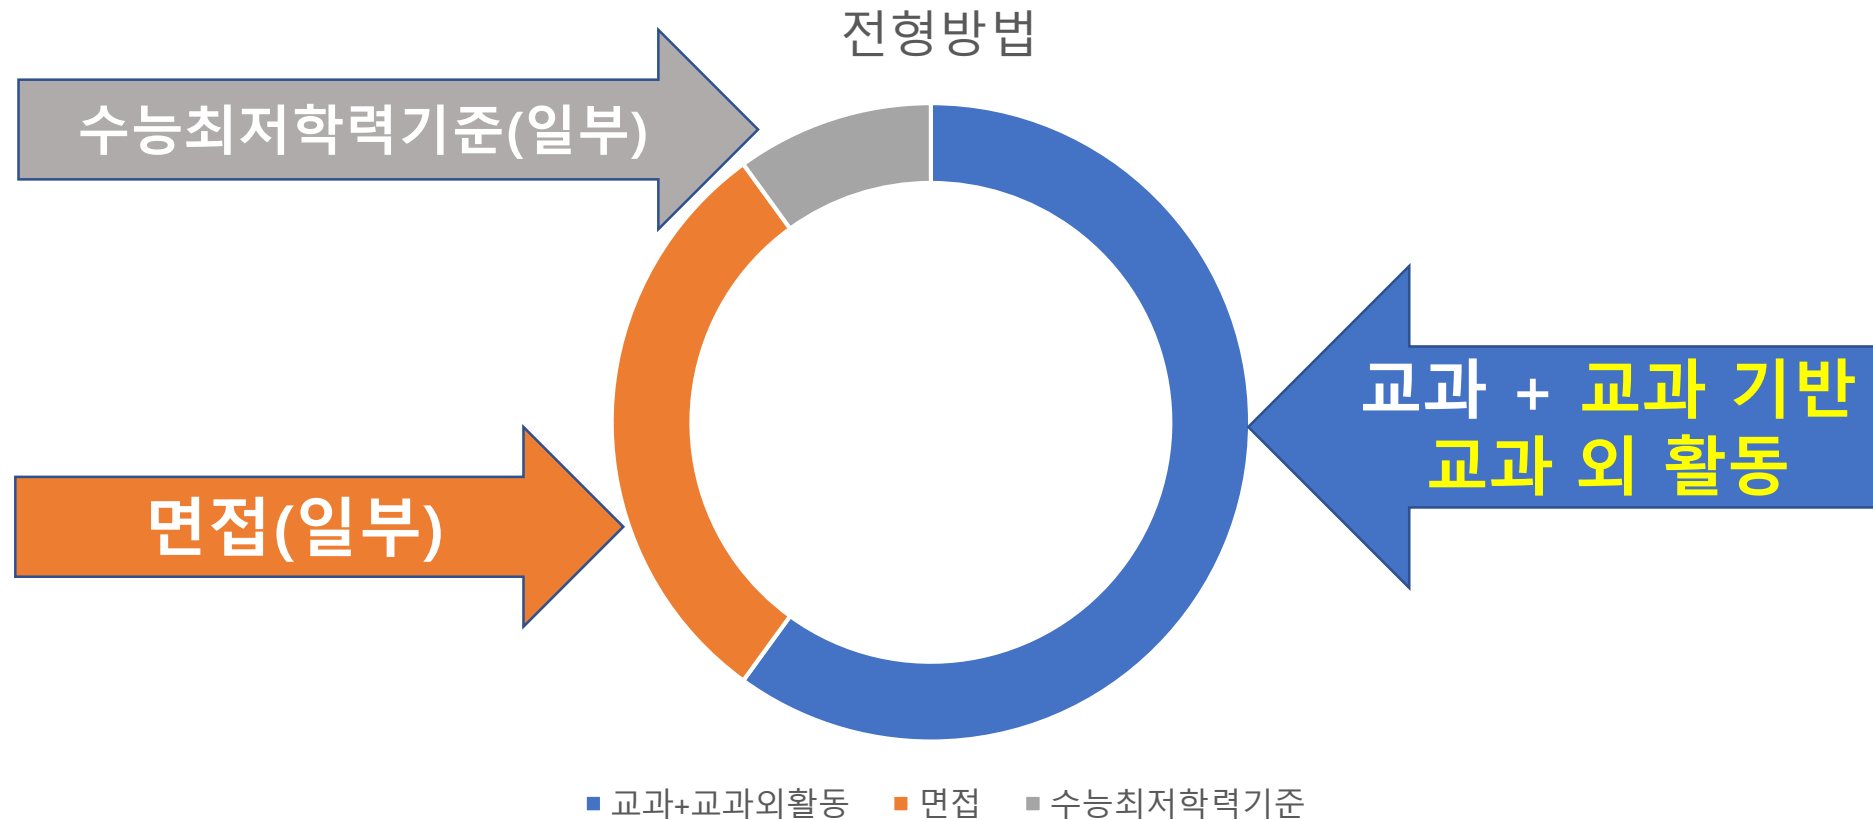 전형방법
수능최저학력기준(일부)
교과 + 교과 기반
교과 외 활동
면접(일부)
교과+교과외활동
면접
수능최저학력기준